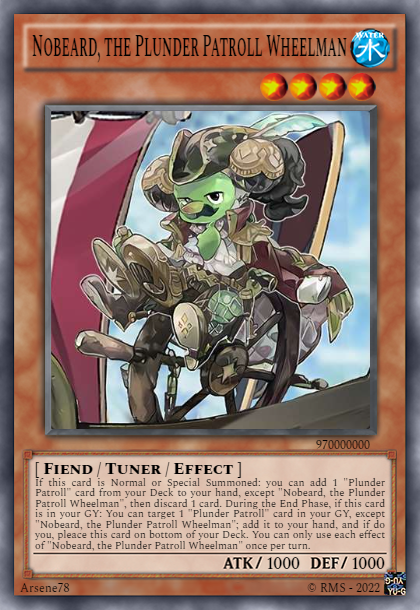 Nobeard, the Plunder Patroll Wheelman
WATER
水
970000000
[ Fiend / Tuner / Effect ]
If this card is Normal or Special Summoned: you can add 1 "Plunder
Patroll" card from your Deck to your hand, except "Nobeard, the Plunder
Patroll Wheelman", then discard 1 card. During the End Phase, if this card
is in your GY: You can target 1 "Plunder Patroll" card in your GY, except
"Nobeard, the Plunder Patroll Wheelman"; add it to your hand, and if do
you, pleace this card on bottom of your Deck. You can only use each effect
of "Nobeard, the Plunder Patroll Wheelman" once per turn.
ATK / 1000 DEF / 1000
Arsene78
© RMS - 2022
YU-G